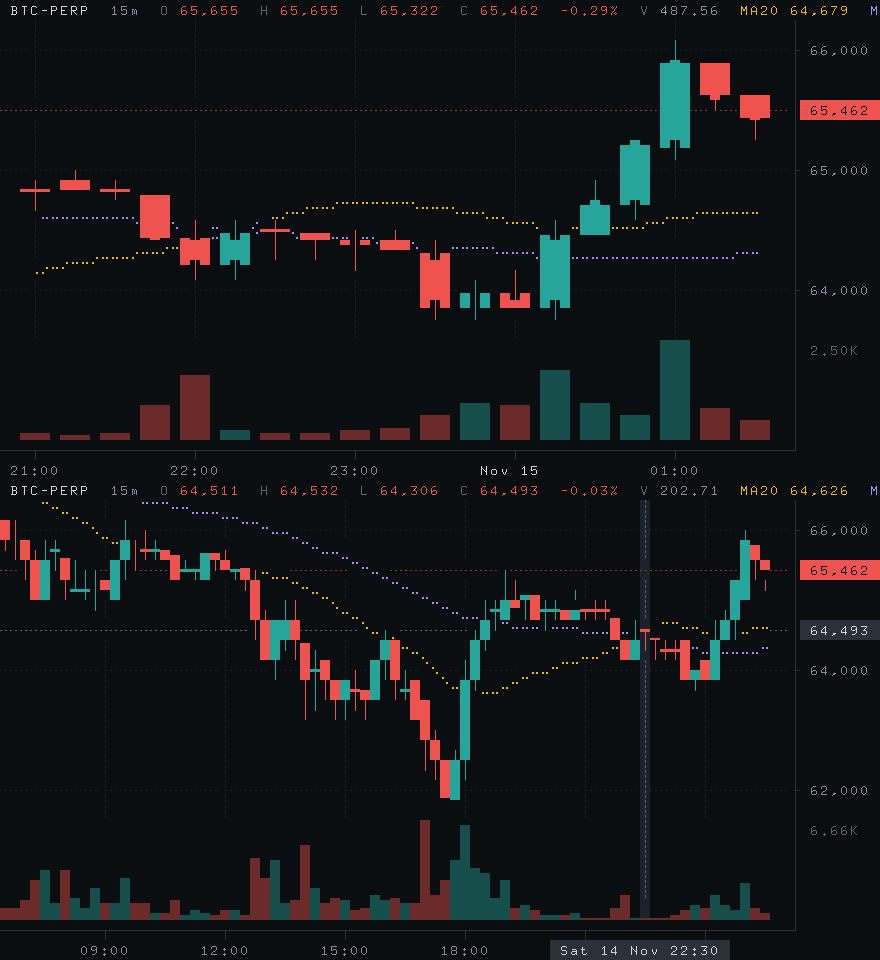 BTC-PERP 15m O 65,655 H 65,655 L 65,322 C 65,462 -0.29% V 487.56 MA20 64,679 M
66,000
65,462
65,000
64,000
2.50K
21:00 22:00 23:00 Nov 15 01:00
BTC-PERP 15m O 64,511 H 64,532 L 64,306 C 64,493 -0.03% V 202.71 MA20 64,626 M
66,000
65,462
64,493
64,000
62,000
6.66K
09:00 12:00 15:00 18:00 Sat 14 Nov 22:30